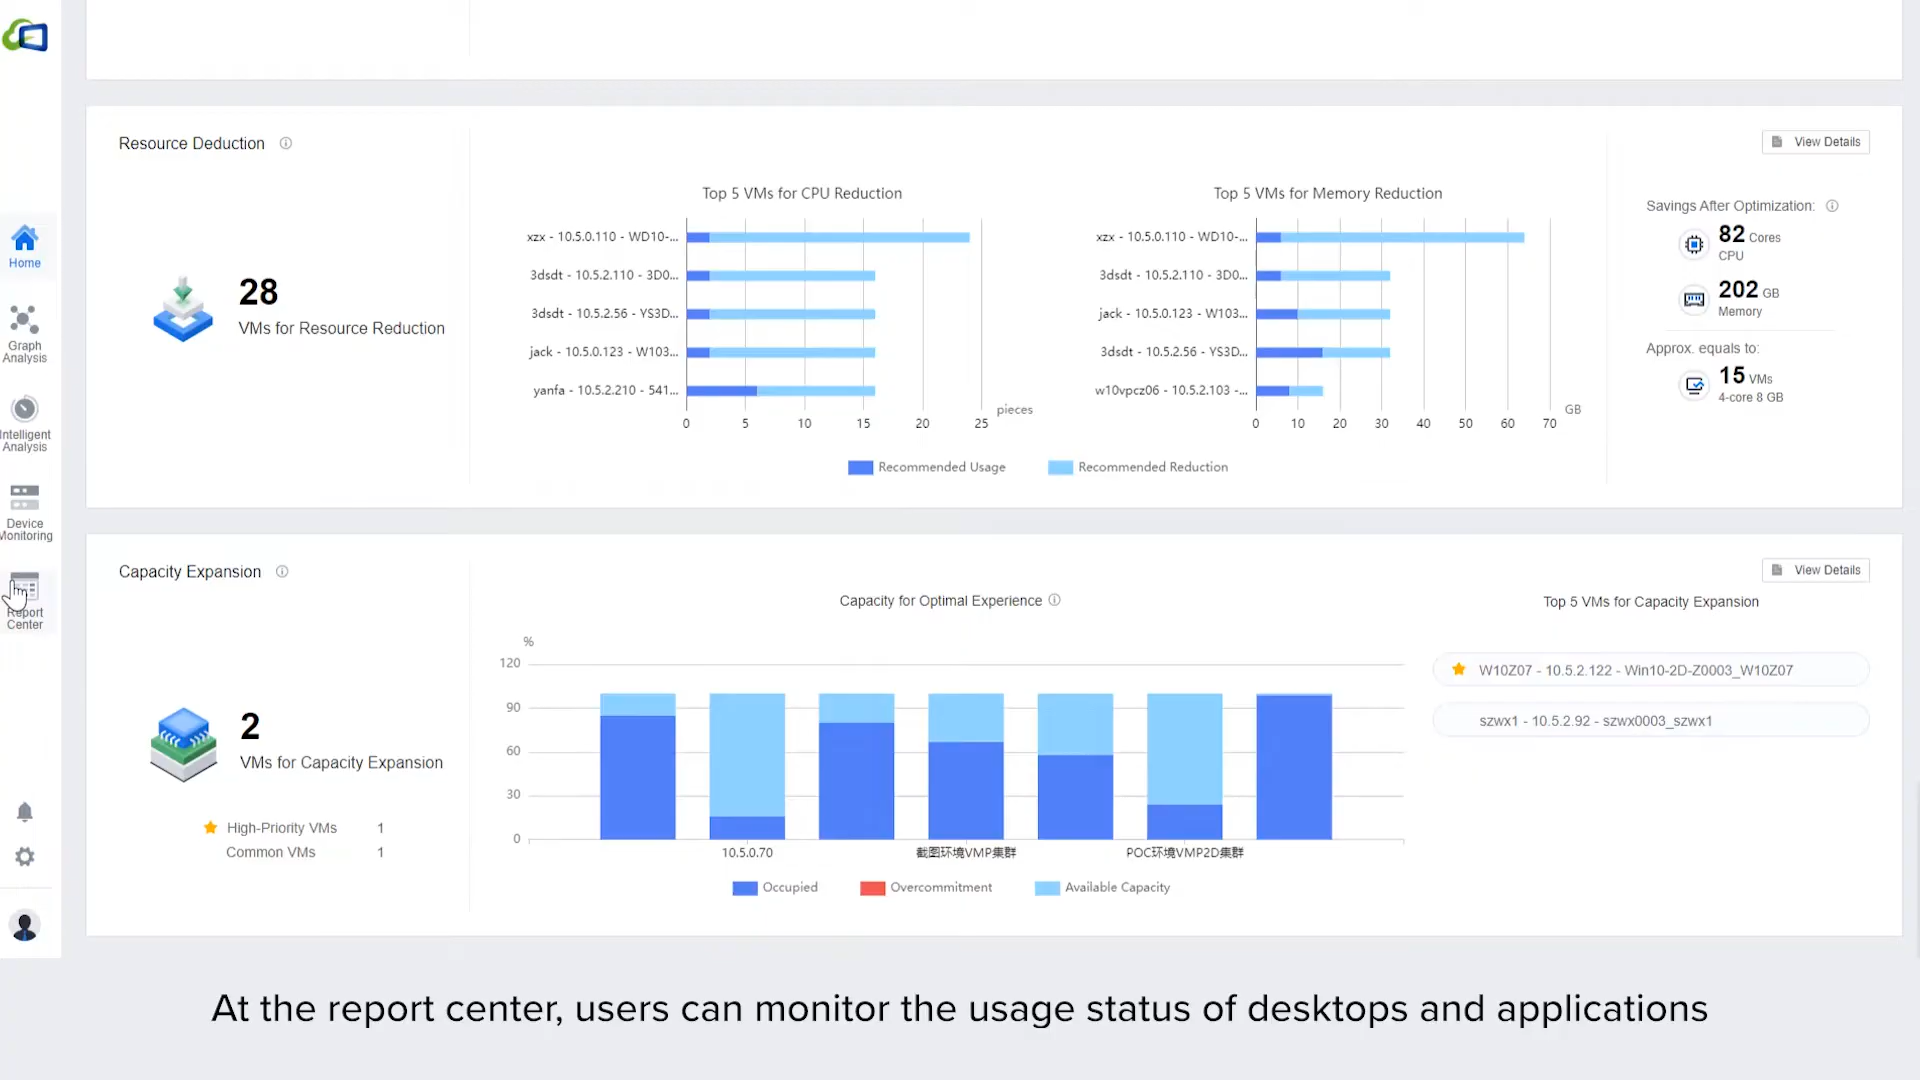 Home
Graph
Analysis
Intelligent
Analysis
Device
Monitoring
Report
Center
Resource Deduction
View Details
28
VMs for Resource Reduction
Top 5 VMs for CPU Reduction
xzx - 10.5.0.110 - WD10-...
3dsdt - 10.5.2.110 - 3D0...
3dsdt - 10.5.2.56 - YS3D...
jack - 10.5.0.123 - W103...
yanfa - 10.5.2.210 - 541...
0 5 10 15 20 25
pieces
Top 5 VMs for Memory Reduction
xzx - 10.5.0.110 - WD10-...
3dsdt - 10.5.2.110 - 3D0...
jack - 10.5.0.123 - W103...
3dsdt - 10.5.2.56 - YS3D...
w10vpcz06 - 10.5.2.103 -...
0 10 20 30 40 50 60 70
GB
Recommended Usage
Recommended Reduction
Savings After Optimization:
82 Cores
CPU
202 GB
Memory
Approx. equals to:
15 VMs
4-core 8 GB
Capacity Expansion
View Details
2
VMs for Capacity Expansion
High-Priority VMs 1
Common VMs 1
Capacity for Optimal Experience
%
120
90
60
30
0
10.5.0.70
截图环境VMP集群
POC环境VMP2D集群
Occupied
Overcommitment
Available Capacity
Top 5 VMs for Capacity Expansion
W10Z07 - 10.5.2.122 - Win10-2D-Z0003_W10Z07
szwx1 - 10.5.2.92 - szwx0003_szwx1
At the report center, users can monitor the usage status of desktops and applications